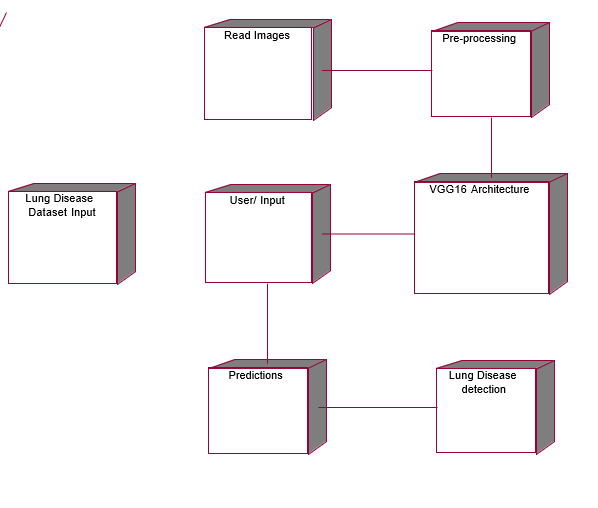 Read Images
Pre-processing
Lung Disease
Dataset Input
User/ Input
VGG16 Architecture
Predictions
Lung Disease
detection